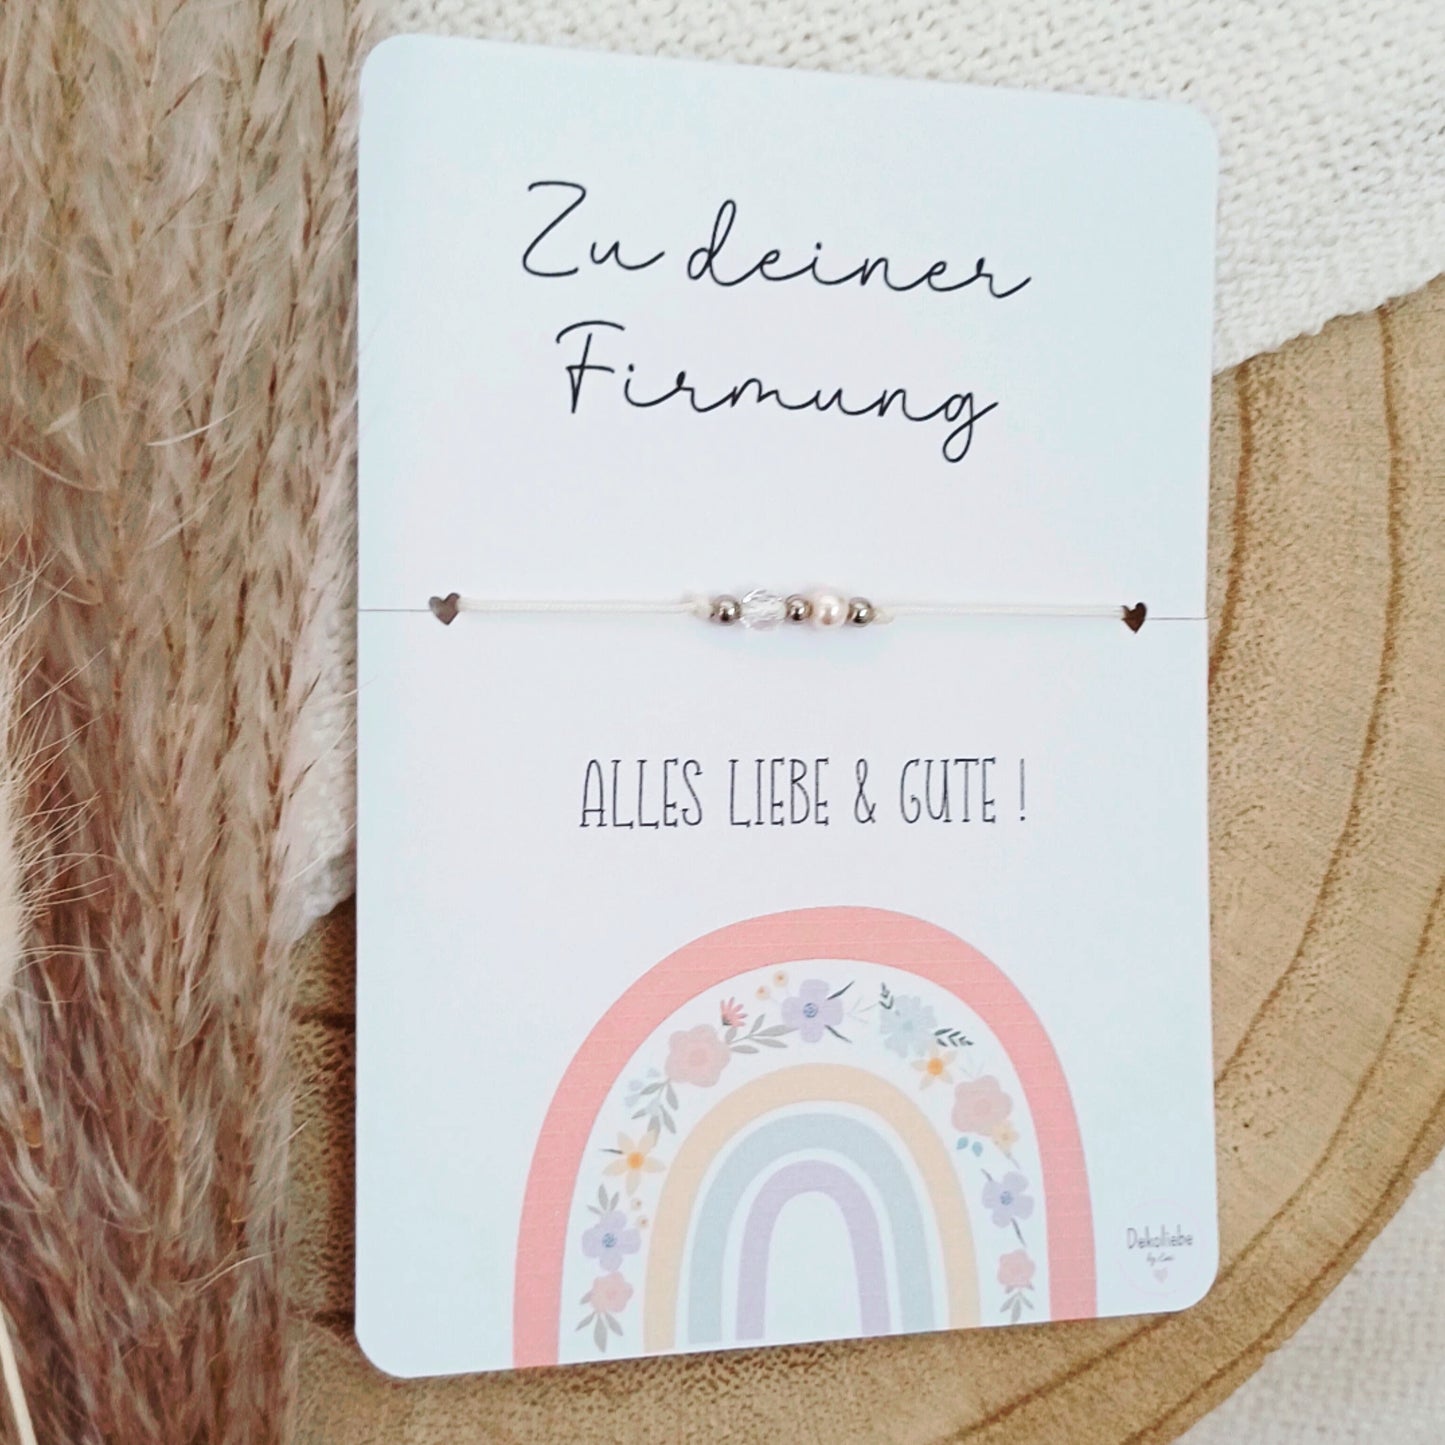 Zu deiner
Firmung
ALLES LIEBE & GUTE !
Dekoliebe